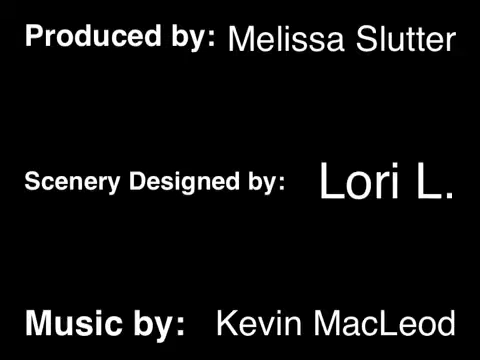 Produced by: Melissa Slutter
Scenery Designed by: Lori L.
Music by: Kevin MacLeod